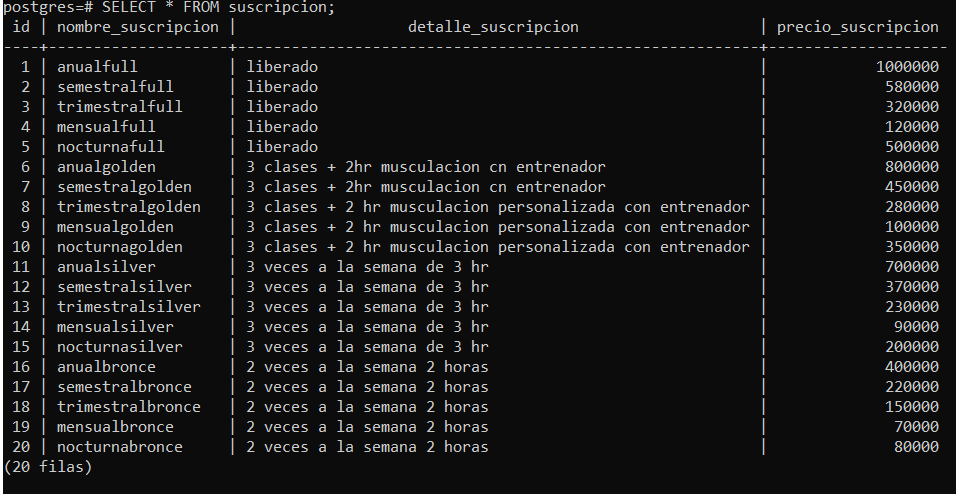 postgres=# SELECT * FROM suscripcion;
 id | nombre_suscripcion |                   detalle_suscripcion                    | precio_suscripcion
----+--------------------+----------------------------------------------------------+--------------------
  1 | anualfull          | liberado                                                 |            1000000
  2 | semestralfull      | liberado                                                 |             580000
  3 | trimestralfull     | liberado                                                 |             320000
  4 | mensualfull        | liberado                                                 |             120000
  5 | nocturnafull       | liberado                                                 |             500000
  6 | anualgolden        | 3 clases + 2hr musculacion cn entrenador                 |             800000
  7 | semestralgolden    | 3 clases + 2hr musculacion cn entrenador                 |             450000
  8 | trimestralgolden   | 3 clases + 2 hr musculacion personalizada con entrenador |             280000
  9 | mensualgolden      | 3 clases + 2 hr musculacion personalizada con entrenador |             100000
 10 | nocturnagolden     | 3 clases + 2 hr musculacion personalizada con entrenador |             350000
 11 | anualsilver        | 3 veces a la semana de 3 hr                              |             700000
 12 | semestralsilver    | 3 veces a la semana de 3 hr                              |             370000
 13 | trimestralsilver   | 3 veces a la semana de 3 hr                              |             230000
 14 | mensualsilver      | 3 veces a la semana de 3 hr                              |              90000
 15 | nocturnasilver     | 3 veces a la semana de 3 hr                              |             200000
 16 | anualbronce        | 2 veces a la semana 2 horas                              |             400000
 17 | semestralbronce    | 2 veces a la semana 2 horas                              |             220000
 18 | trimestralbronce   | 2 veces a la semana 2 horas                              |             150000
 19 | mensualbronce      | 2 veces a la semana 2 horas                              |              70000
 20 | nocturnabronce     | 2 veces a la semana 2 horas                              |              80000
(20 filas)